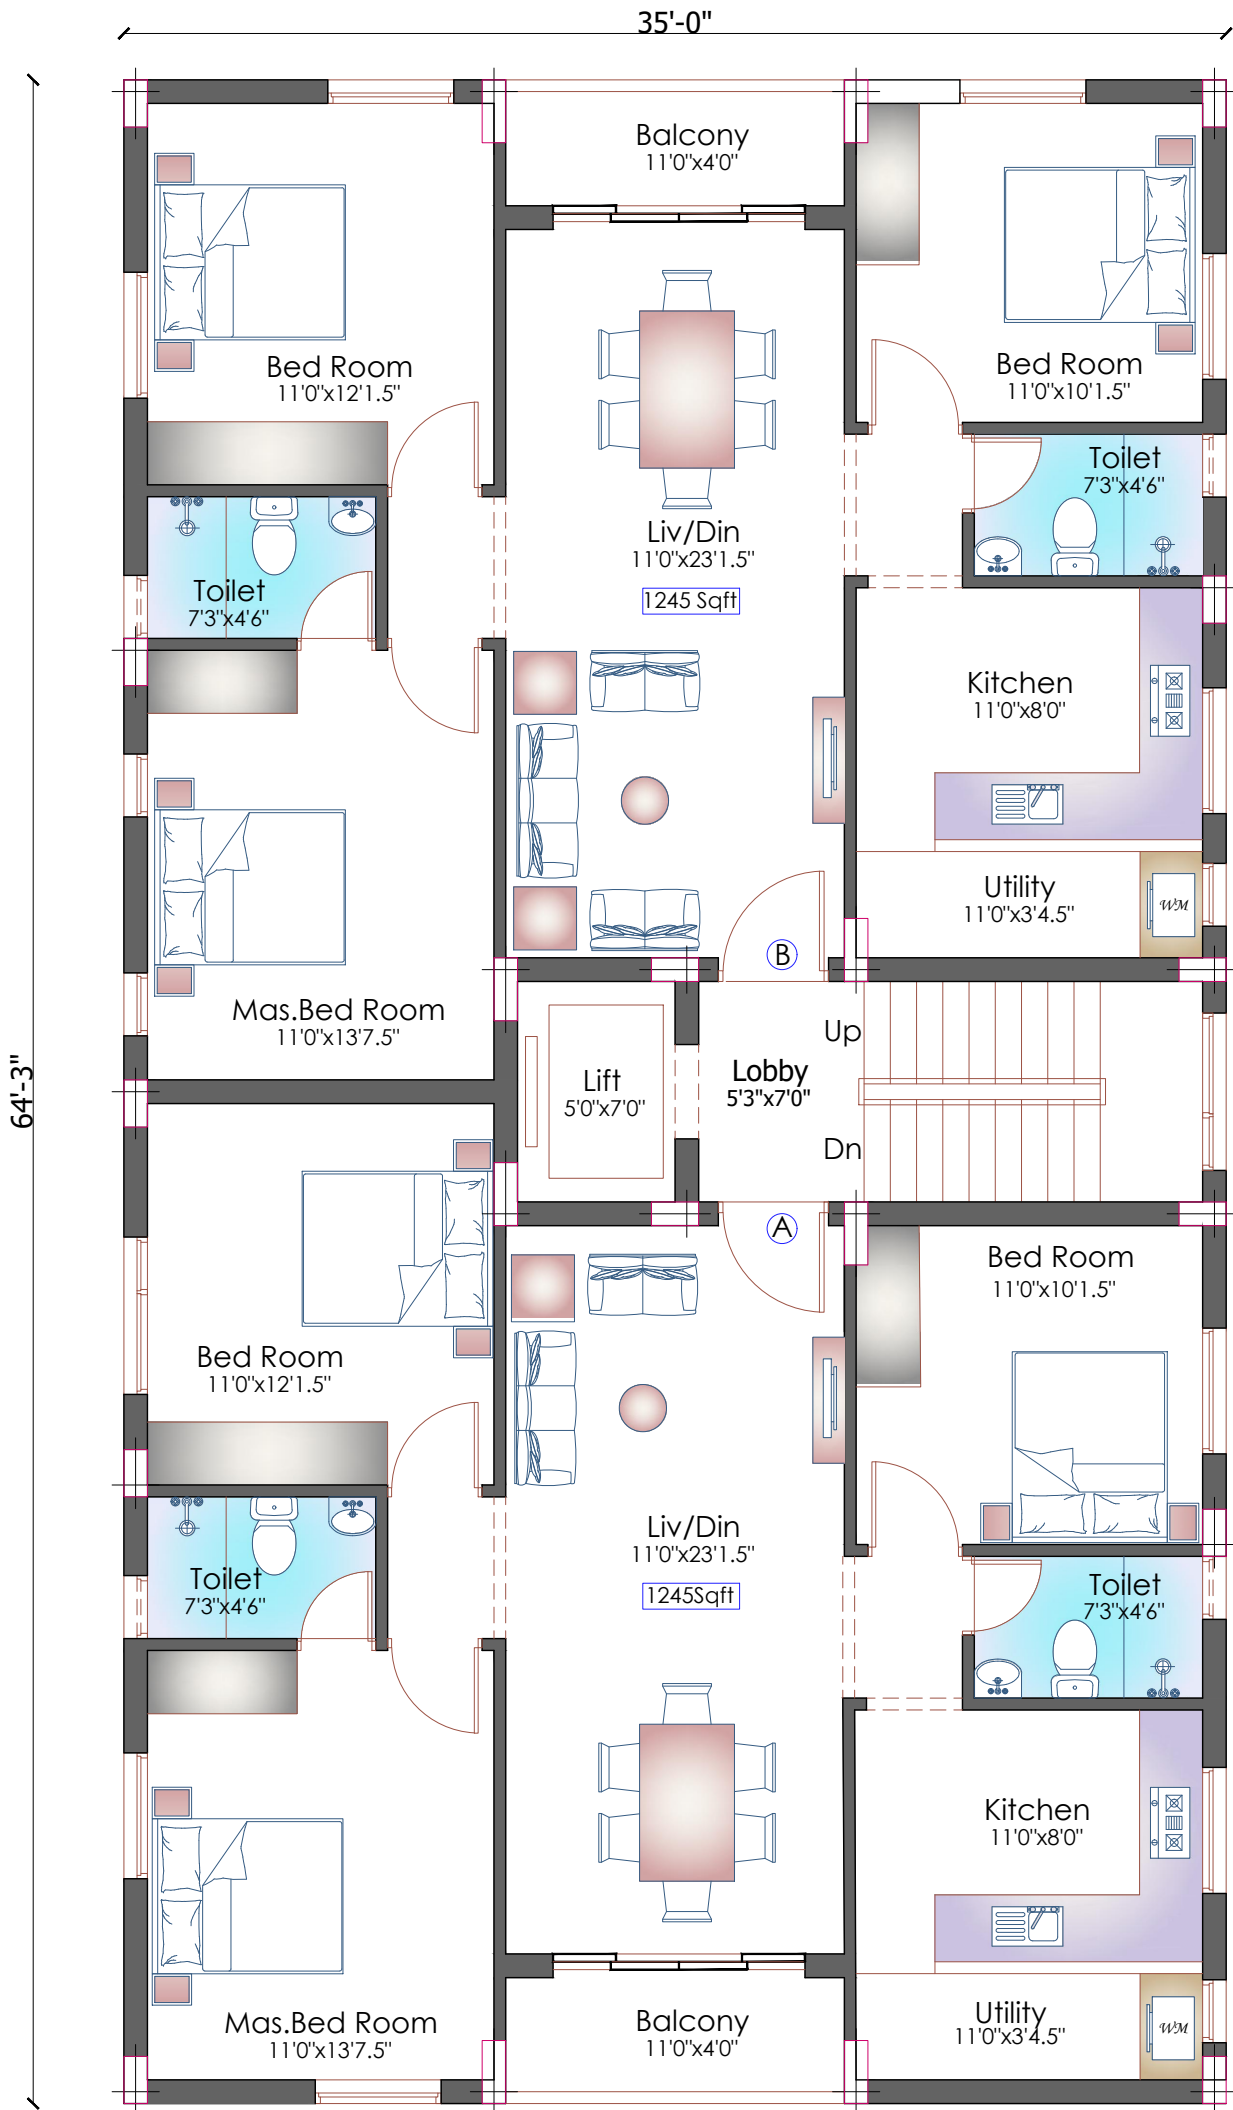 35'-0"
Balcony
11'0"x4'0"
Bed Room
11'0"x12'1.5"
Bed Room
11'0"x10'1.5"
Toilet
7'3"x4'6"
Liv/Din
11'0"x23'1.5"
1245 Sqft
Toilet
7'3"x4'6"
Kitchen
11'0"x8'0"
Utility
11'0"x3'4.5"
WM
B
Mas.Bed Room
11'0"x13'7.5"
Up
Lift
5'0"x7'0"
Lobby
5'3"x7'0"
64'-3"
Dn
A
Bed Room
11'0"x10'1.5"
Bed Room
11'0"x12'1.5"
Liv/Din
11'0"x23'1.5"
1245Sqft
Toilet
7'3"x4'6"
Toilet
7'3"x4'6"
Kitchen
11'0"x8'0"
Mas.Bed Room
11'0"x13'7.5"
Balcony
11'0"x4'0"
Utility
11'0"x3'4.5"
WM